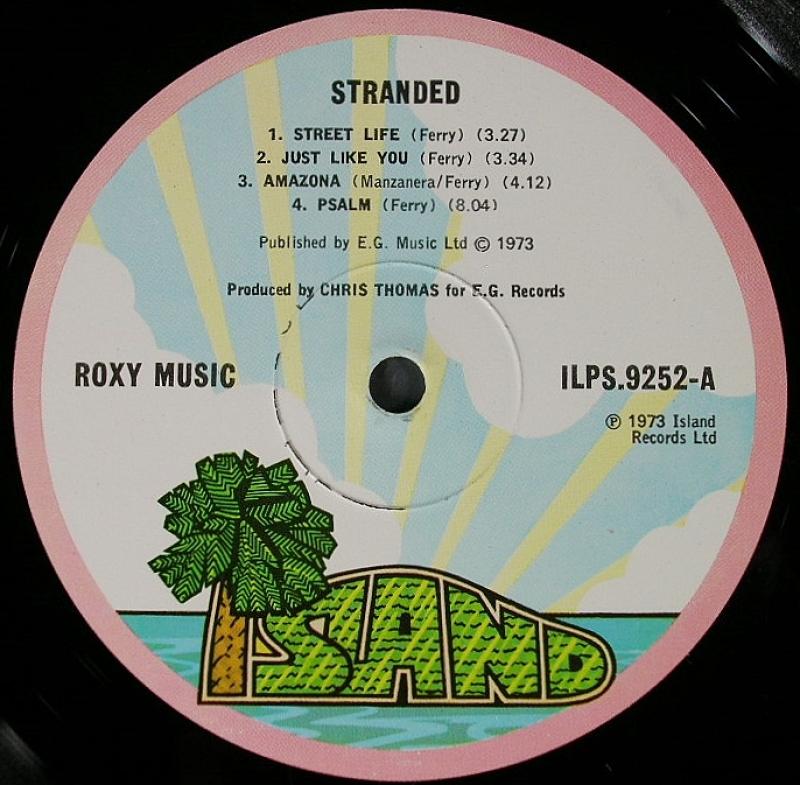 STRANDED
1. STREET LIFE (Ferry) (3.27)
2. JUST LIKE YOU (Ferry) (3.34)
3. AMAZONA (Manzanera/Ferry) (4.12)
4. PSALM (Ferry) (8.04)
Published by E.G. Music Ltd © 1973
Produced by CHRIS THOMAS for E.G. Records
ROXY MUSIC
ILPS.9252-A
℗ 1973 Island
Records Ltd
ISLAND